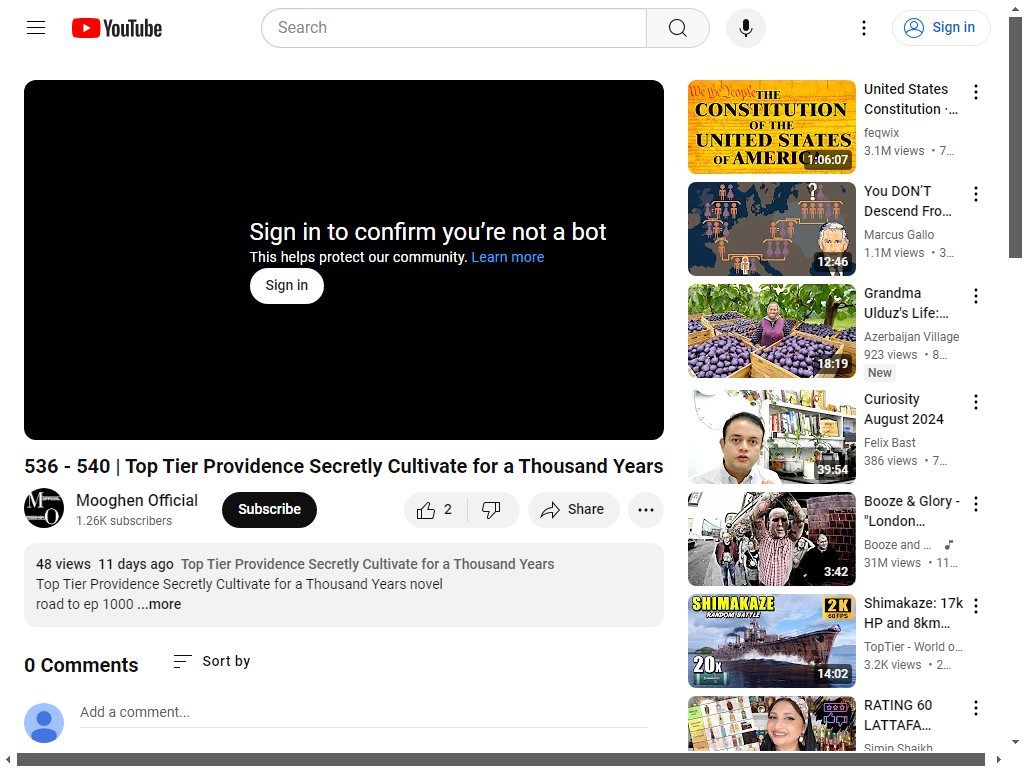 YouTube
Search
Sign in
Sign in to confirm you're not a bot
This helps protect our community. Learn more
Sign in
536 - 540 | Top Tier Providence Secretly Cultivate for a Thousand Years
Mooghen Official
1.26K subscribers
Subscribe
2
Share
48 views 11 days ago Top Tier Providence Secretly Cultivate for a Thousand Years
Top Tier Providence Secretly Cultivate for a Thousand Years novel
road to ep 1000 ...more
0 Comments
Sort by
Add a comment...
We the People
THE
CONSTITUTION
OF THE
UNITED STATES
OF AMERICA
1:06:07
United States
Constitution ·...
feqwix
3.1M views • 7...
?
12:46
You DON'T
Descend Fro...
Marcus Gallo
1.1M views • 3...
18:19
Grandma
Ulduz's Life:...
Azerbaijan Village
923 views • 8...
New
39:54
Curiosity
August 2024
Felix Bast
386 views • 7...
3:42
Booze & Glory -
"London...
Booze and ...
31M views • 11...
SHIMAKAZE
RANDOM BATTLE
2K
60 FPS
20x
14:02
Shimakaze: 17k
HP and 8km...
TopTier - World o...
3.2K views • 2...
RATING 60
LATTAFA...
Simin Shaikh